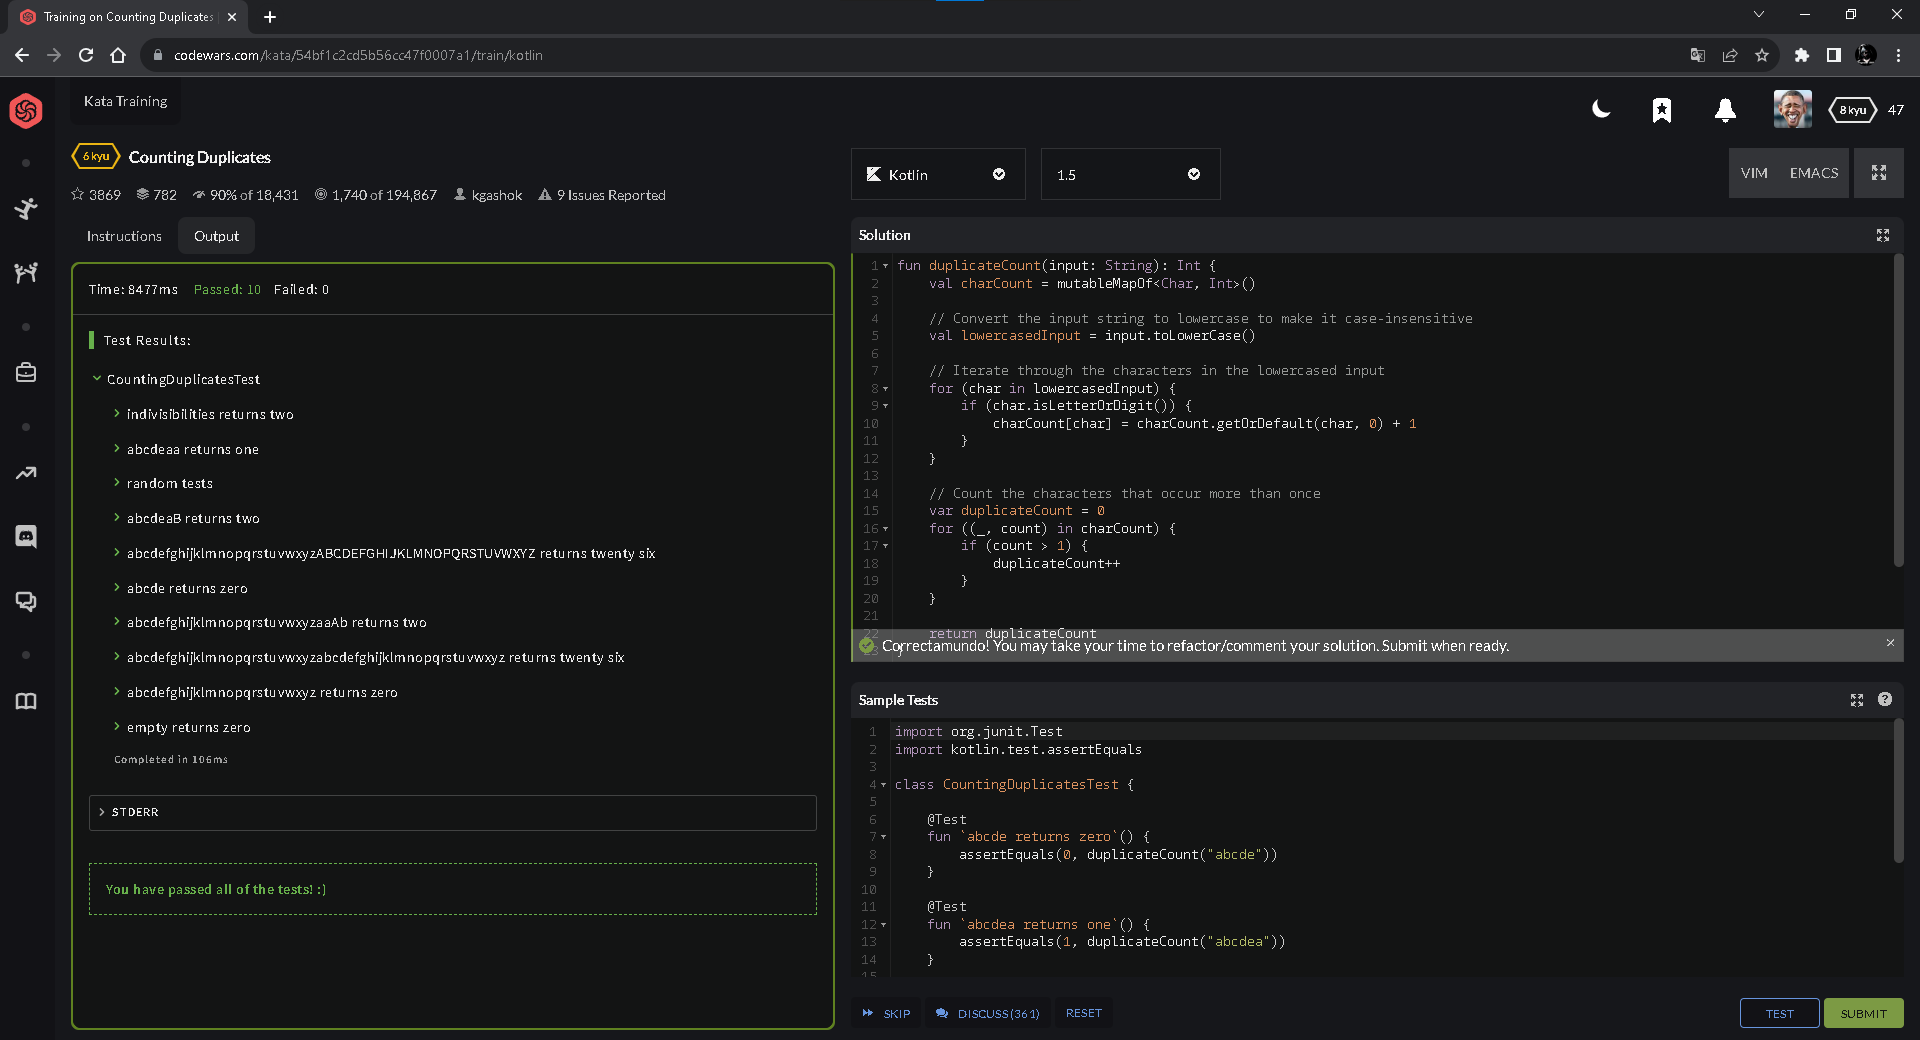 Training on Counting Duplicates
codewars.com/kata/54bf1c2cd5b56cc47f0007a1/train/kotlin
Kata Training
8 kyu 47
6 kyu Counting Duplicates
3869 782 90% of 18,431 1,740 of 194,867 kgashok 9 Issues Reported
Instructions Output
Time: 8477ms Passed: 10 Failed: 0
Test Results:
CountingDuplicatesTest
indivisibilities returns two
abcdeaa returns one
random tests
abcdeaB returns two
abcdefghijklmnopqrstuvwxyzABCDEFGHIJKLMNOPQRSTUVWXYZ returns twenty six
abcde returns zero
abcdefghijklmnopqrstuvwxyzaaAb returns two
abcdefghijklmnopqrstuvwxyzabcdefghijklmnopqrstuvwxyz returns twenty six
abcdefghijklmnopqrstuvwxyz returns zero
empty returns zero
Completed in 106ms
STDERR
You have passed all of the tests! :)
Kotlin 1.5 VIM EMACS
Solution
1 fun duplicateCount(input: String): Int {
2 val charCount = mutableMapOf<Char, Int>()
3
4 // Convert the input string to lowercase to make it case-insensitive
5 val lowercasedInput = input.toLowerCase()
6
7 // Iterate through the characters in the lowercased input
8 for (char in lowercasedInput) {
9 if (char.isLetterOrDigit()) {
10 charCount[char] = charCount.getOrDefault(char, 0) + 1
11 }
12 }
13
14 // Count the characters that occur more than once
15 var duplicateCount = 0
16 for ((_, count) in charCount) {
17 if (count > 1) {
18 duplicateCount++
19 }
20 }
21
22 return duplicateCount
23 }
Correctamundo! You may take your time to refactor/comment your solution. Submit when ready.
Sample Tests
1 import org.junit.Test
2 import kotlin.test.assertEquals
3
4 class CountingDuplicatesTest {
5
6 @Test
7 fun `abcde returns zero`() {
8 assertEquals(0, duplicateCount("abcde"))
9 }
10
11 @Test
12 fun `abcdea returns one`() {
13 assertEquals(1, duplicateCount("abcdea"))
14 }
15
SKIP DISCUSS (361) RESET TEST SUBMIT